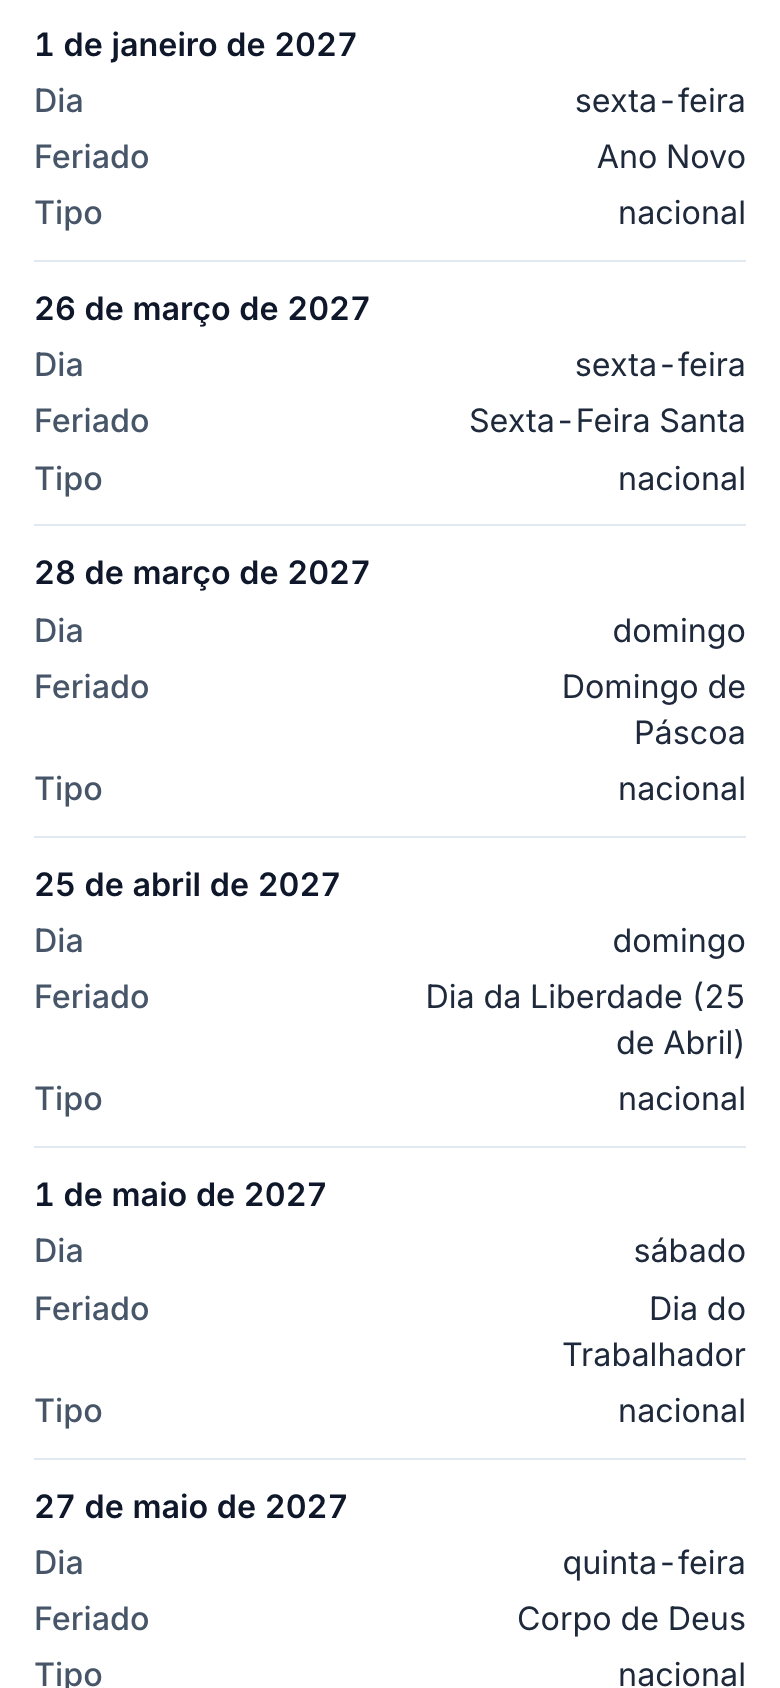 1 de janeiro de 2027
Dia sexta-feira
Feriado Ano Novo
Tipo nacional
26 de março de 2027
Dia sexta-feira
Feriado Sexta-Feira Santa
Tipo nacional
28 de março de 2027
Dia domingo
Feriado Domingo de
Páscoa
Tipo nacional
25 de abril de 2027
Dia domingo
Feriado Dia da Liberdade (25
de Abril)
Tipo nacional
1 de maio de 2027
Dia sábado
Feriado Dia do
Trabalhador
Tipo nacional
27 de maio de 2027
Dia quinta-feira
Feriado Corpo de Deus
Tipo nacional